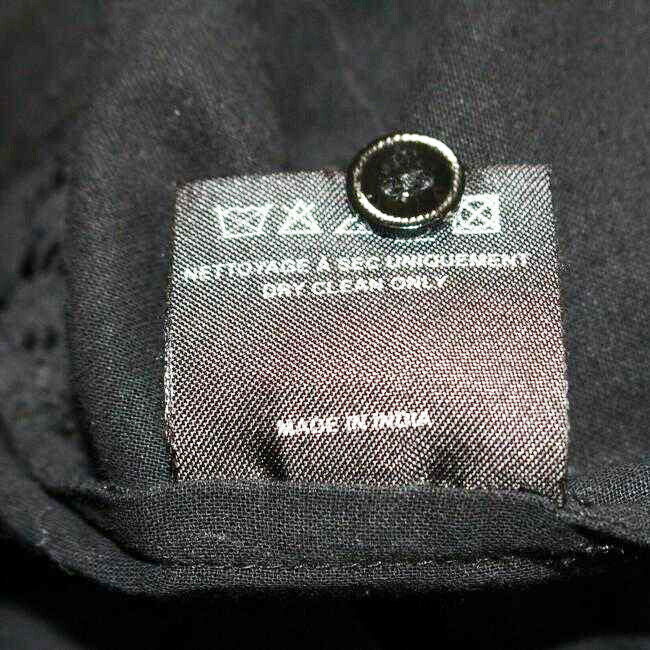 NETTOYAGE À SEC UNIQUEMENT
DRY CLEAN ONLY
MADE IN INDIA